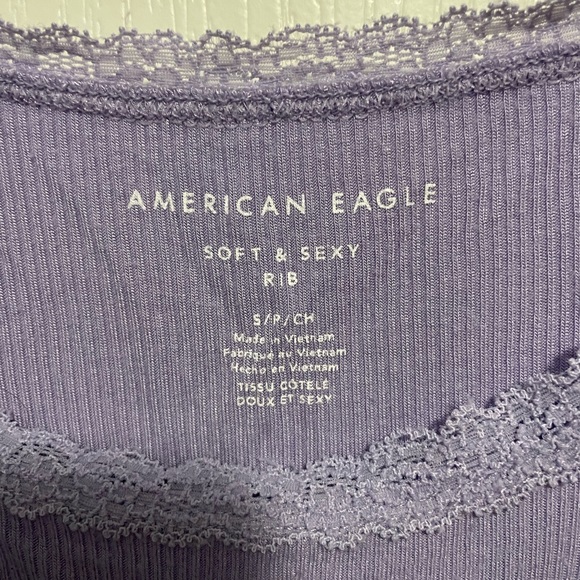 AMERICAN EAGLE
SOFT & SEXY
RIB
S/P/CH
Made in Vietnam
Fabriqué au Vietnam
Hecho en Vietnam
TISSU CÔTELÉ
DOUX ET SEXY